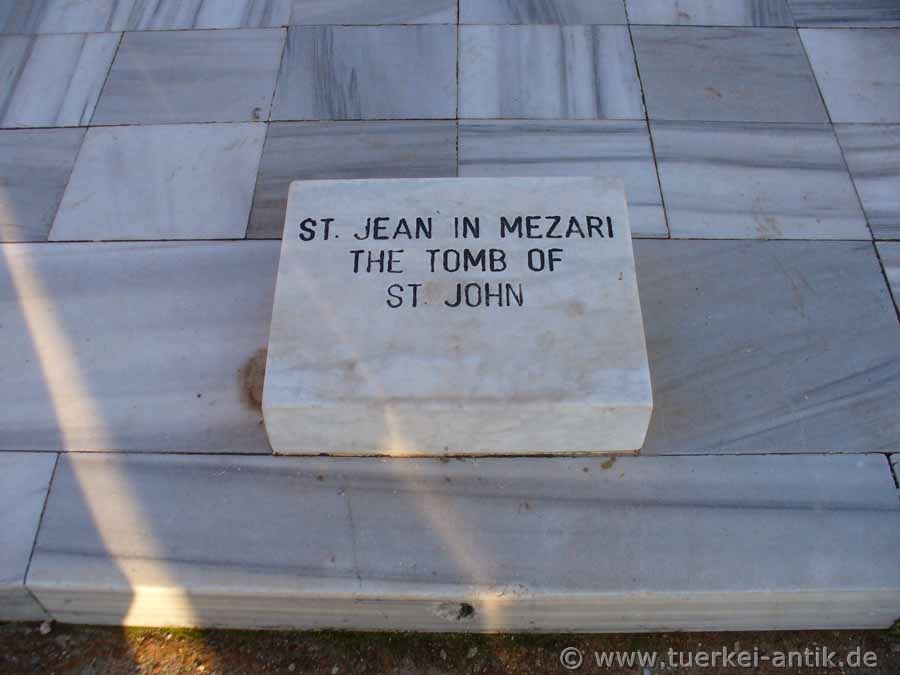 ST. JEAN IN MEZARI
THE TOMB OF
ST. JOHN
© www.tuerkei-antik.de